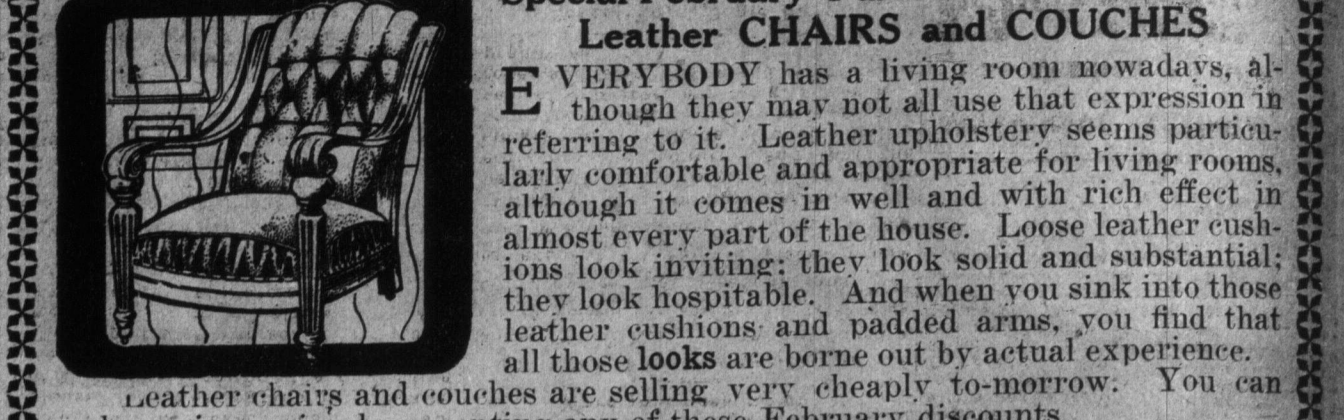 Special February
Leather CHAIRS and COUCHES
EVERYBODY has a living room nowadays, al-
though they may not all use that expression in
referring to it. Leather upholstery seems particu-
larly comfortable and appropriate for living rooms,
although it comes in well and with rich effect in
almost every part of the house. Loose leather cush-
ions look inviting; they look solid and substantial;
they look hospitable. And when you sink into those
leather cushions and padded arms, you find that
all those looks are borne out by actual experience.
Leather chairs and couches are selling very cheaply to-morrow. You can
any of these February discounts